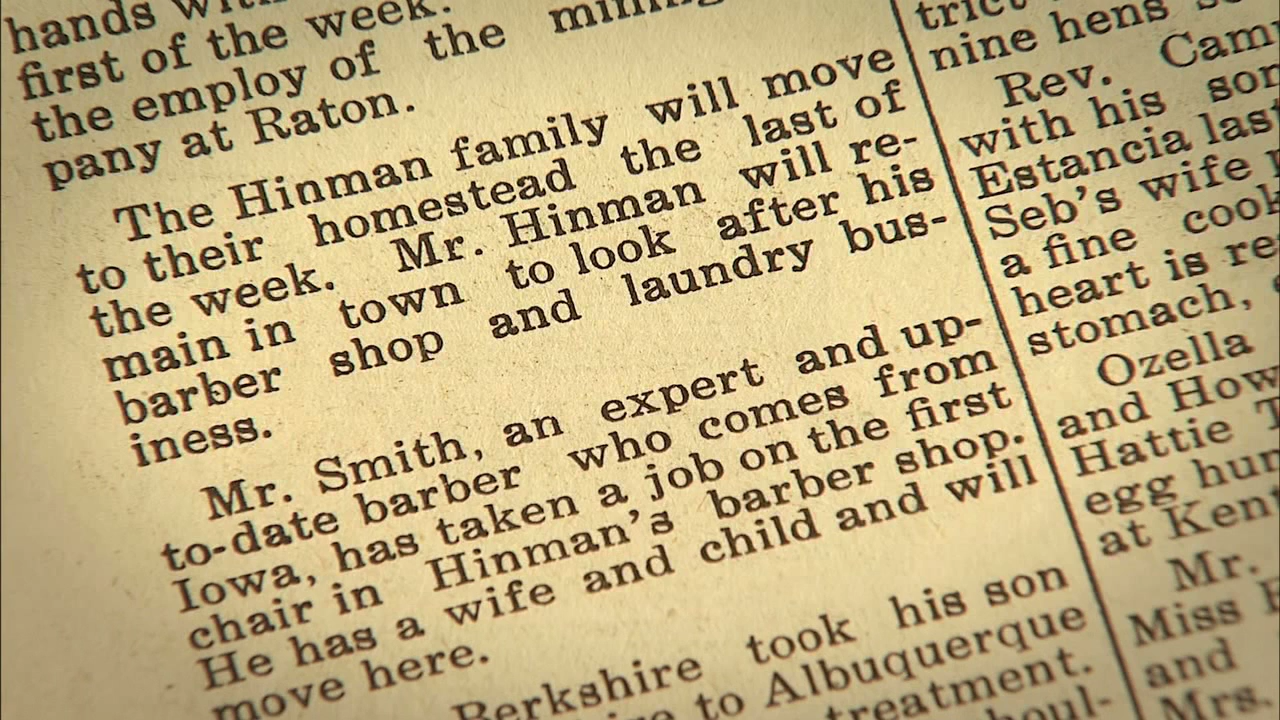 hands
first of the week.
the employ of the
pany at Raton.
The Hinman family will move
to their homestead the last of
the week. Mr. Hinman will re-
main in town to look after his
barber shop and laundry bus-
iness.
Mr. Smith, an expert and up-
to-date barber who comes from
Iowa, has taken a job on the first
chair in Hinman's barber shop.
He has a wife and child and will
move here.
Berkshire took his son
to Albuquerque
treatment.
nine hens
Rev.
with his son
Estancia last
Seb's wife
a fine cook
heart is
stomach,
Ozella
and
Hattie
egg
at
Mr.
Miss
and
Mrs.